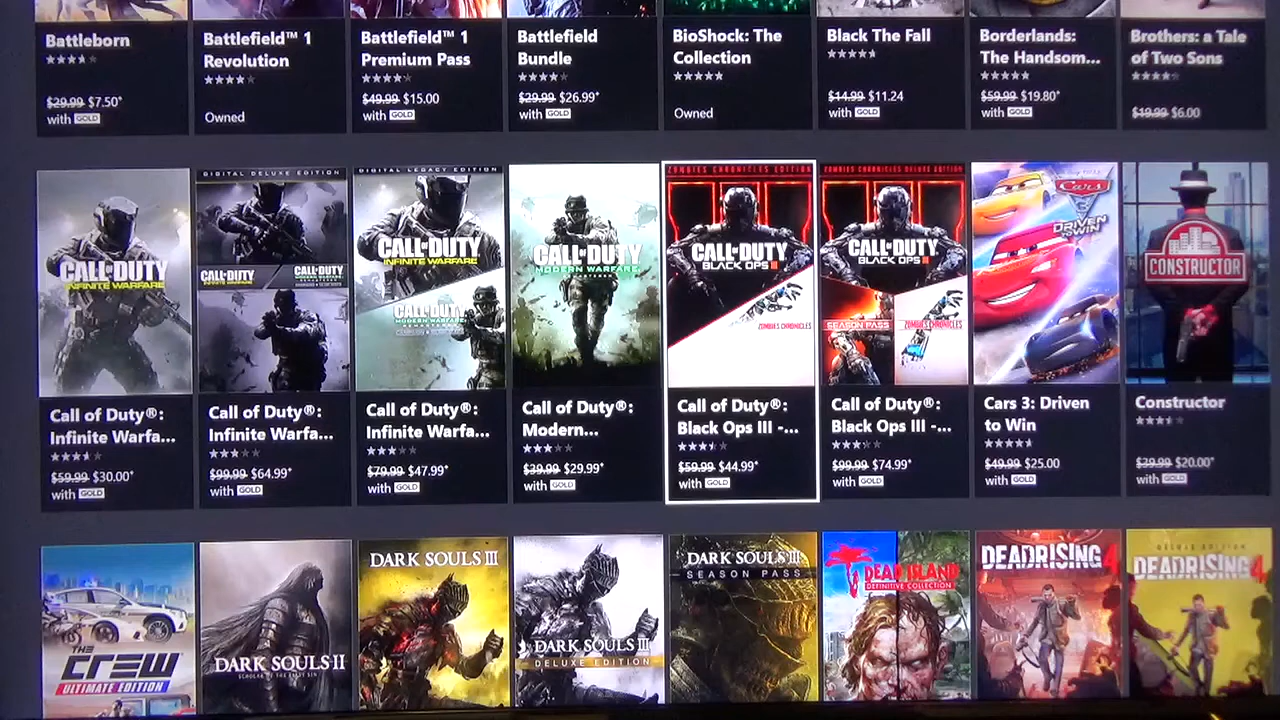 Battleborn
$29.99 $7.50*
with GOLD
Battlefield™ 1
Revolution
Owned
Battlefield™ 1
Premium Pass
$49.99 $15.00
with GOLD
Battlefield
Bundle
$29.99 $26.99*
with GOLD
BioShock: The
Collection
Owned
Black The Fall
$14.99 $11.24
with GOLD
Borderlands:
The Handsom...
$59.99 $19.80*
with GOLD
Brothers: a Tale
of Two Sons
$19.99 $6.00
CALL OF DUTY
INFINITE WARFARE
Call of Duty®:
Infinite Warfa...
$59.99 $30.00*
with GOLD
DIGITAL DELUXE EDITION
CALL OF DUTY
CALL OF DUTY
Call of Duty®:
Infinite Warfa...
$99.99 $64.99*
with GOLD
DIGITAL LEGACY EDITION
CALL OF DUTY
INFINITE WARFARE
CALL OF DUTY
MODERN WARFARE
REMASTERED
Call of Duty®:
Infinite Warfa...
$79.99 $47.99*
with GOLD
CALL OF DUTY
MODERN WARFARE
Call of Duty®:
Modern...
$39.99 $29.99*
with GOLD
ZOMBIES CHRONICLES EDITION
CALL OF DUTY
BLACK OPS III
ZOMBIES CHRONICLES
Call of Duty®:
Black Ops III -...
$59.99 $44.99*
with GOLD
ZOMBIES CHRONICLES DELUXE EDITION
CALL OF DUTY
BLACK OPS III
SEASON PASS
ZOMBIES CHRONICLES
Call of Duty®:
Black Ops III -...
$99.99 $74.99*
with GOLD
Cars 3
DRIVEN
TO WIN
Cars 3: Driven
to Win
$49.99 $25.00
with GOLD
CONSTRUCTOR
Constructor
$39.99 $20.00*
with GOLD
THE
CREW
ULTIMATE EDITION
DARK SOULS II
SCHOLAR OF THE FIRST SIN
DARK SOULS III
DARK SOULS III
DELUXE EDITION
DARK SOULS III
SEASON PASS
DEAD ISLAND
DEFINITIVE COLLECTION
DEADRISING 4
DELUXE EDITION
DEADRISING 4